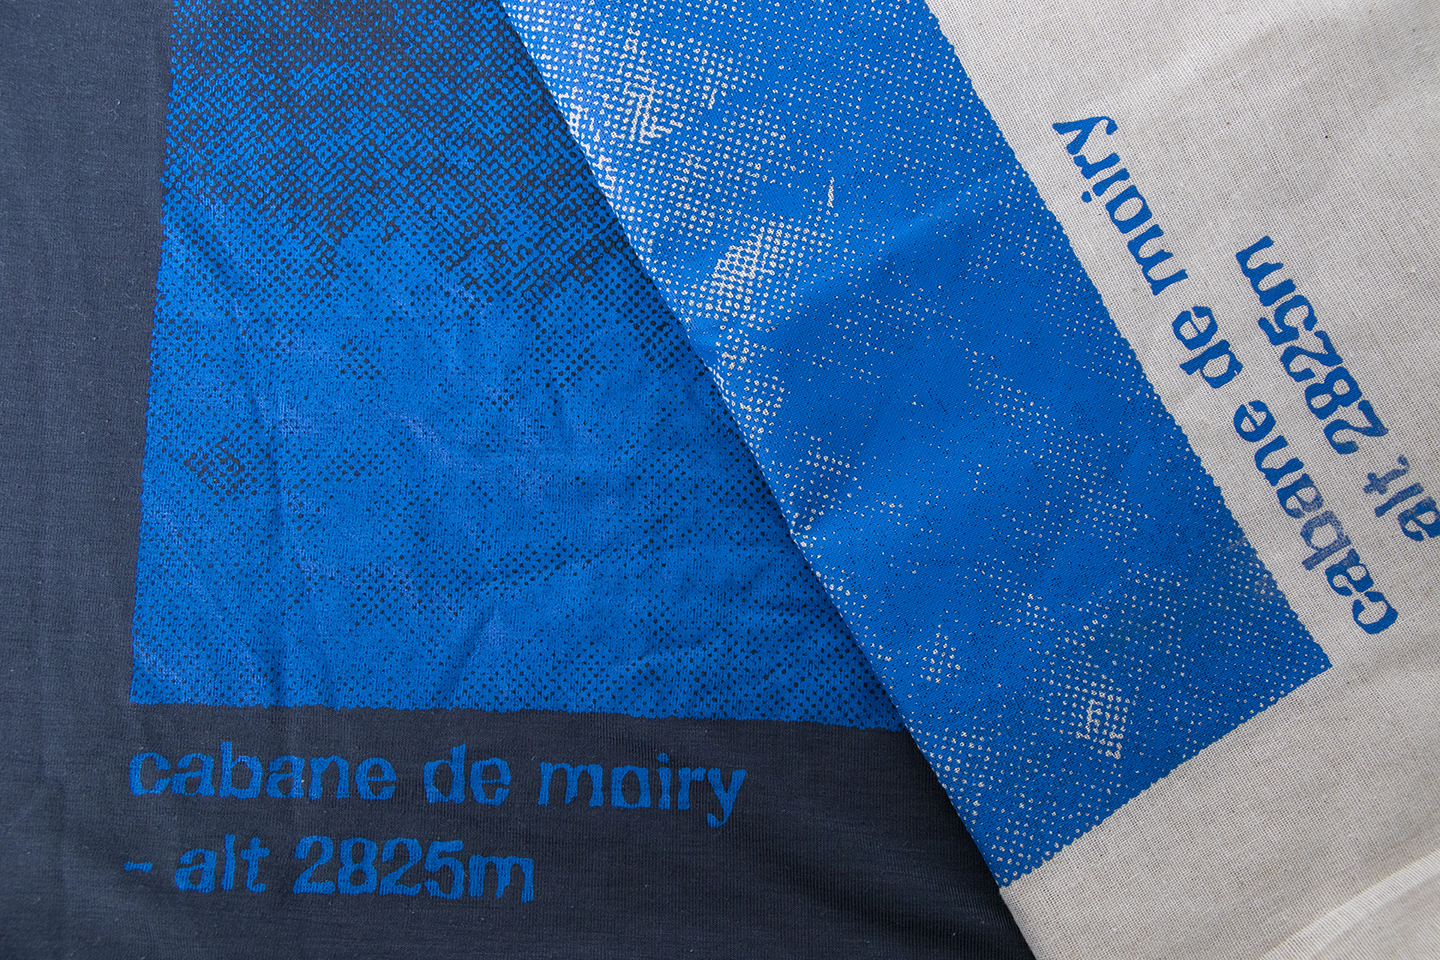 cabane de moiry
- alt 2825m
cabane de moiry
alt 2825m